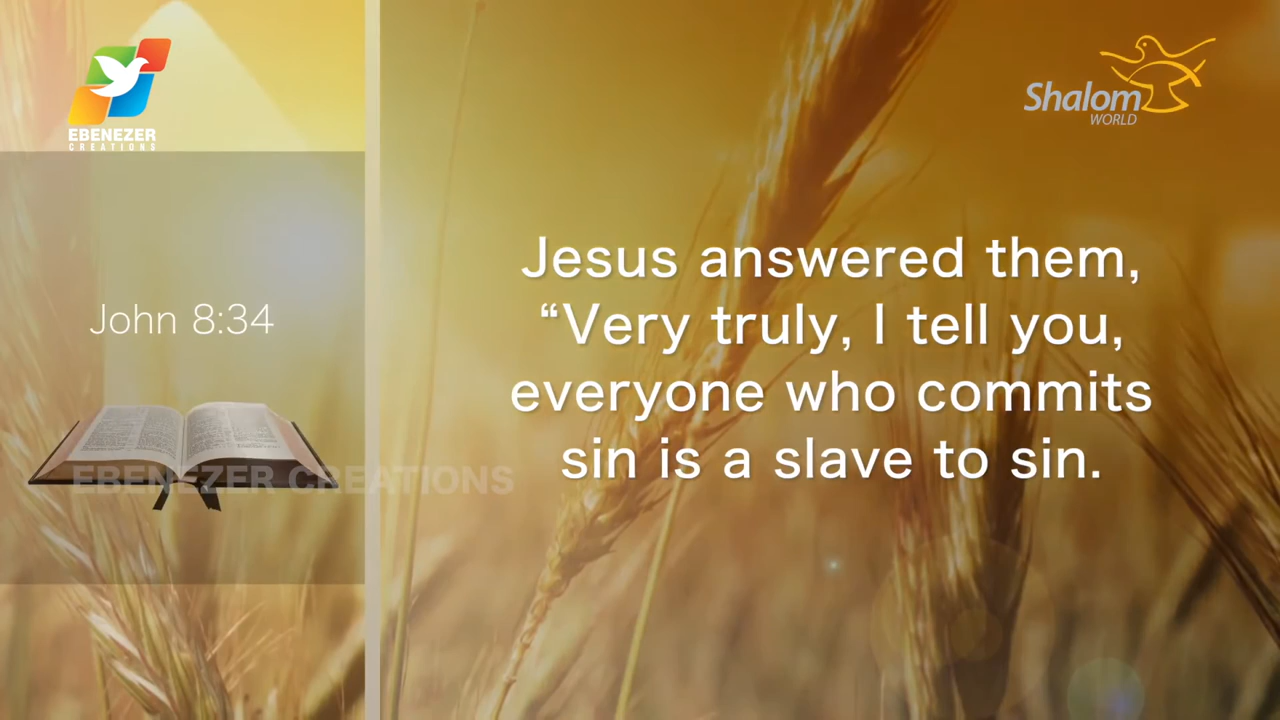 EBENEZER
CREATIONS
Shalom
WORLD
John 8:34
Jesus answered them,
“Very truly, I tell you,
everyone who commits
sin is a slave to sin.
EBENEZER CREATIONS